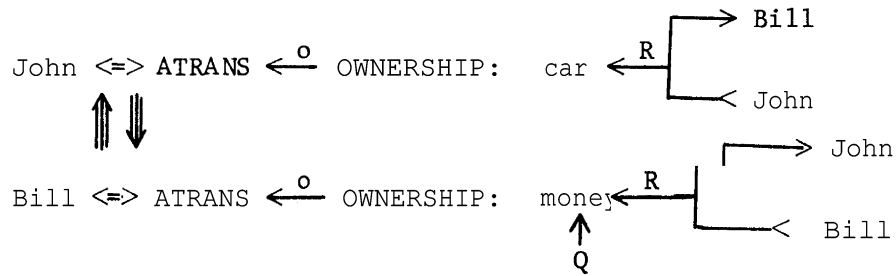 Bill
John <=> ATRANS o OWNERSHIP: car R
John
John
Bill <=> ATRANS o OWNERSHIP: money R
Bill
Q